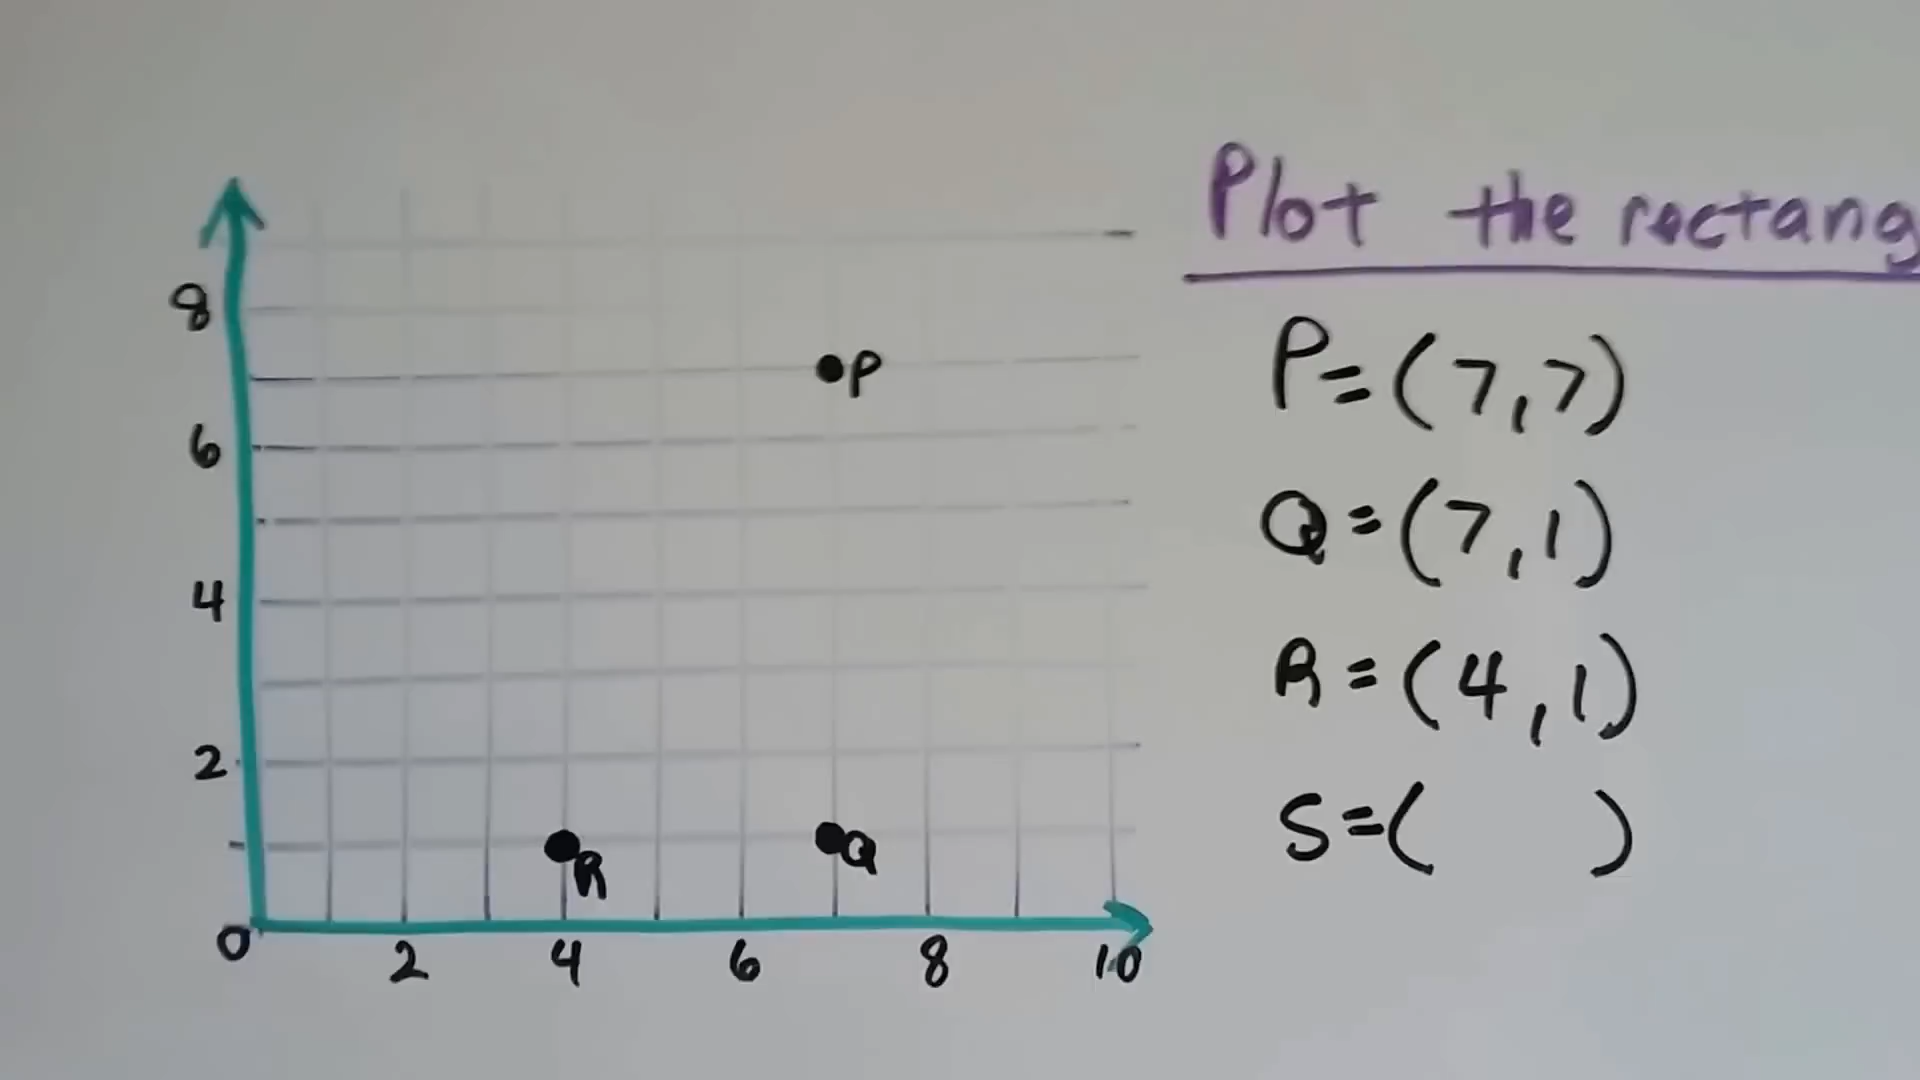 Plot the rectang
P=(7,7)
Q=(7,1)
R=(4,1)
S=( )
8
6
4
2
0
2
4
6
8
10
P
R
Q